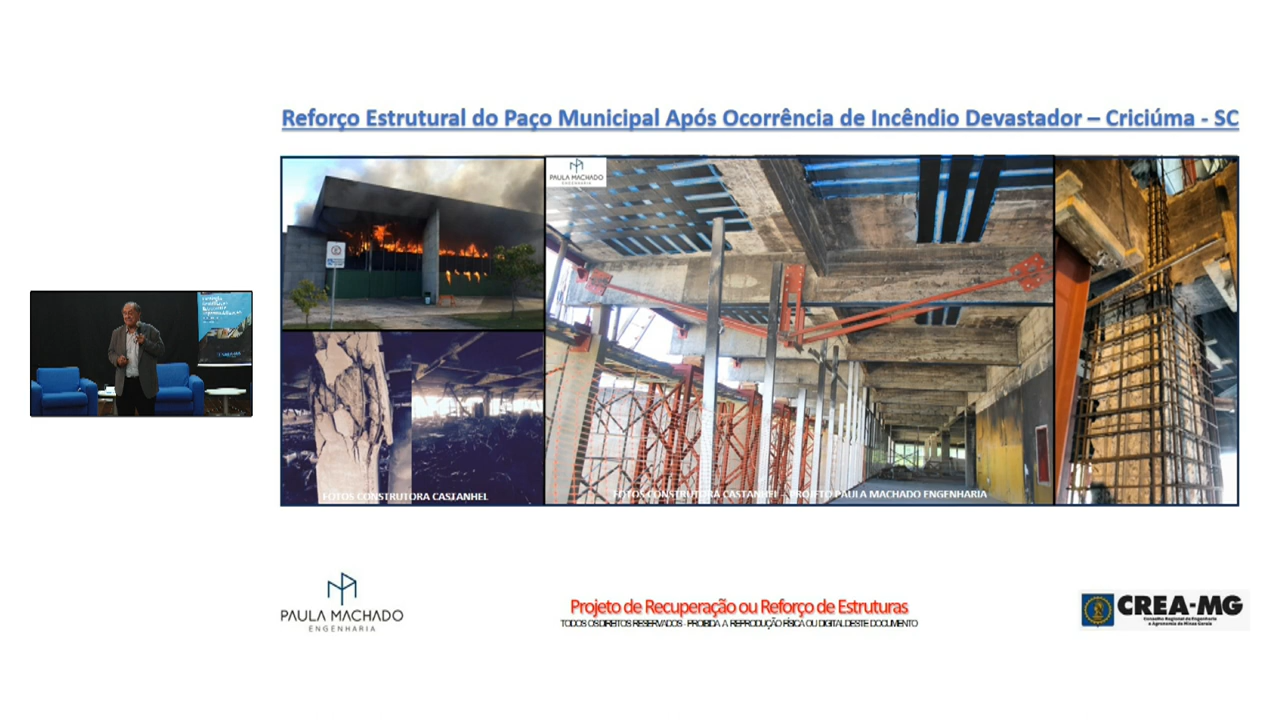 Reforço Estrutural do Paço Municipal Após Ocorrência de Incêndio Devastador – Criciúma - SC
PAULA MACHADO
ENGENHARIA
FOTOS CONSTRUTORA CASTANHEL
FOTOS CONSTRUTORA CASTANHEL – PROJETO PAULA MACHADO ENGENHARIA
PAULA MACHADO
ENGENHARIA
Projeto de Recuperação ou Reforço de Estruturas
TODOS OS DIREITOS RESERVADOS - PROIBIDA A REPRODUÇÃO FÍSICA OU DIGITAL DESTE DOCUMENTO
CREA-MG
Conselho Regional de Engenharia
e Agronomia de Minas Gerais